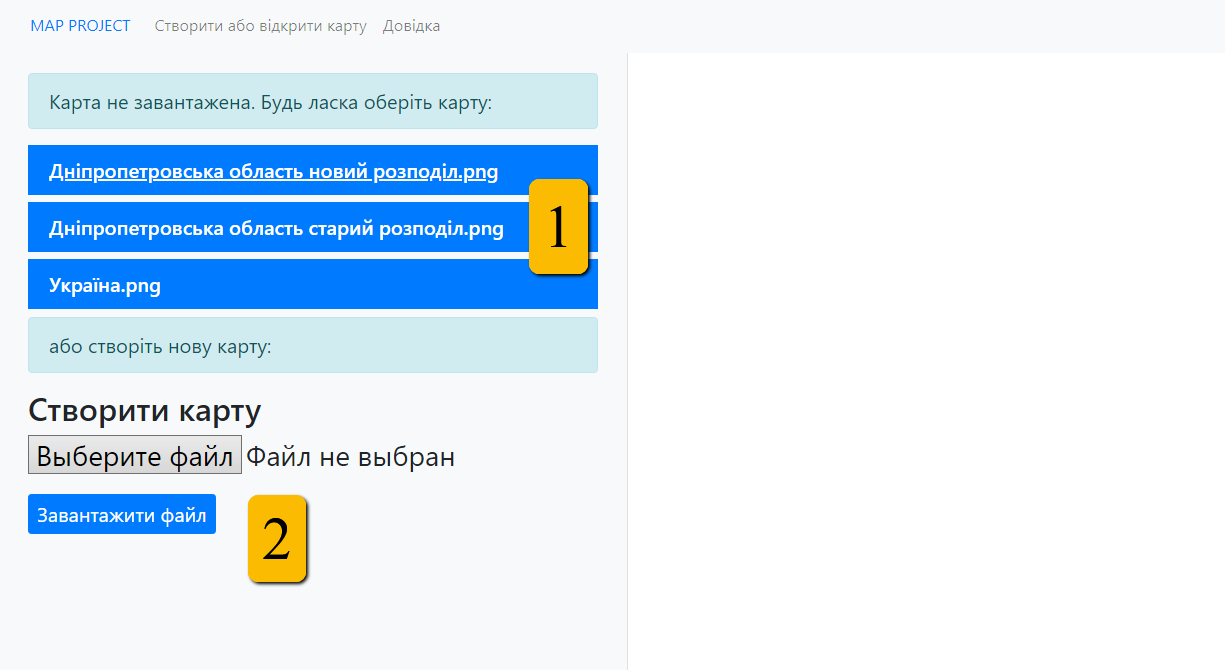 MAP PROJECT Створити або відкрити карту Довідка
Карта не завантажена. Будь ласка оберіть карту:
Дніпропетровська область новий розподіл.png
1
Дніпропетровська область старий розподіл.png
Україна.png
або створіть нову карту:
Створити карту
Выберите файл Файл не выбран
Завантажити файл
2